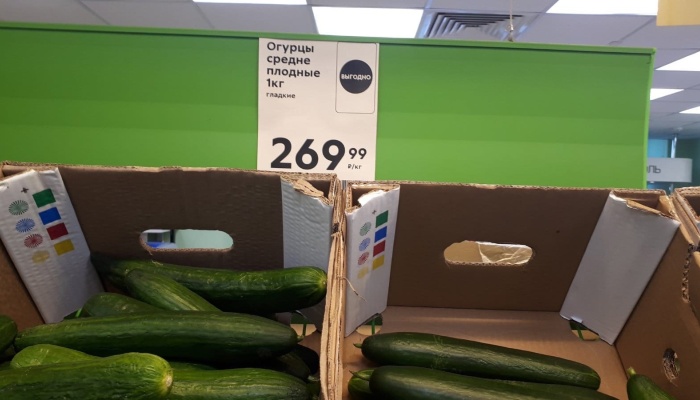 Огурцы
средне
плодные
1кг
гладкие
ВЫГОДНО
269 99
₽/кг